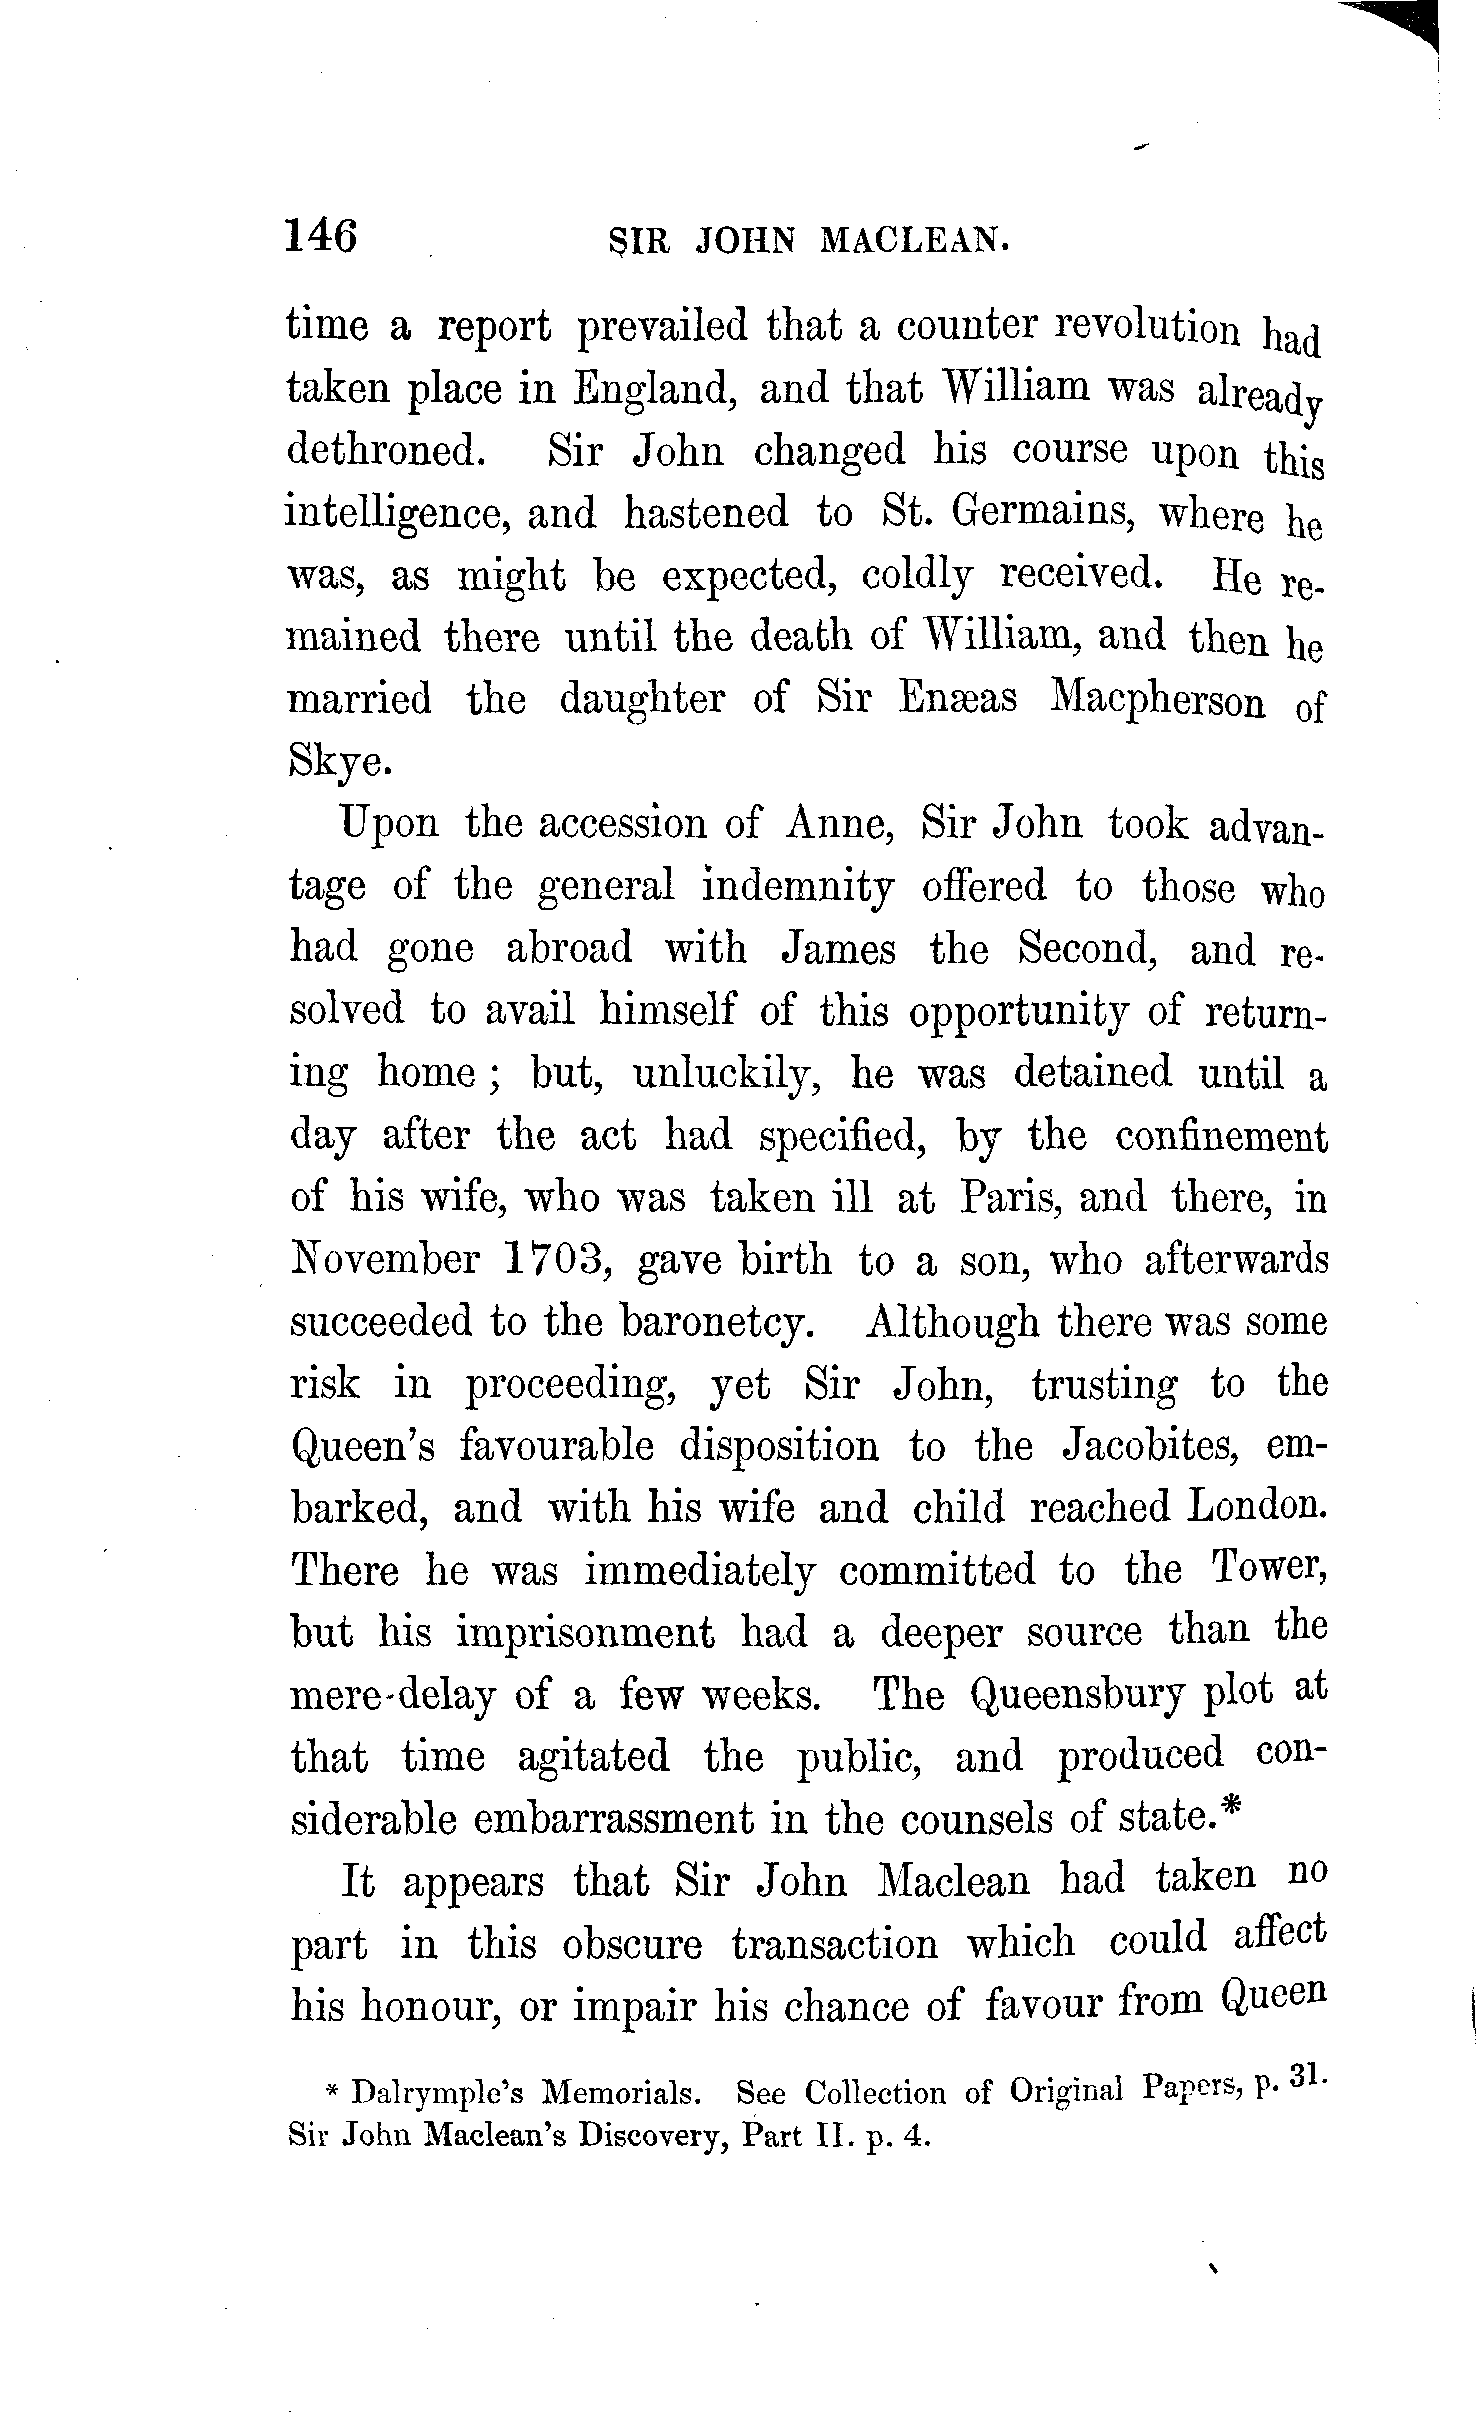 146 SIR JOHN MACLEAN.
time a report prevailed that a counter revolution had
taken place in England, and that William was already
dethroned. Sir John changed his course upon this
intelligence, and hastened to St. Germains, where he
was, as might be expected, coldly received. He re-
mained there until the death of William, and then he
married the daughter of Sir Enæas Macpherson of
Skye.
Upon the accession of Anne, Sir John took advan-
tage of the general indemnity offered to those who
had gone abroad with James the Second, and re-
solved to avail himself of this opportunity of return-
ing home ; but, unluckily, he was detained until a
day after the act had specified, by the confinement
of his wife, who was taken ill at Paris, and there, in
November 1703, gave birth to a son, who afterwards
succeeded to the baronetcy. Although there was some
risk in proceeding, yet Sir John, trusting to the
Queen's favourable disposition to the Jacobites, em-
barked, and with his wife and child reached London.
There he was immediately committed to the Tower,
but his imprisonment had a deeper source than the
mere-delay of a few weeks. The Queensbury plot at
that time agitated the public, and produced con-
siderable embarrassment in the counsels of state.*
It appears that Sir John Maclean had taken no
part in this obscure transaction which could affect
his honour, or impair his chance of favour from Queen
* Dalrymple's Memorials. See Collection of Original Papers, p. 31.
Sir John Maclean's Discovery, Part II. p. 4.